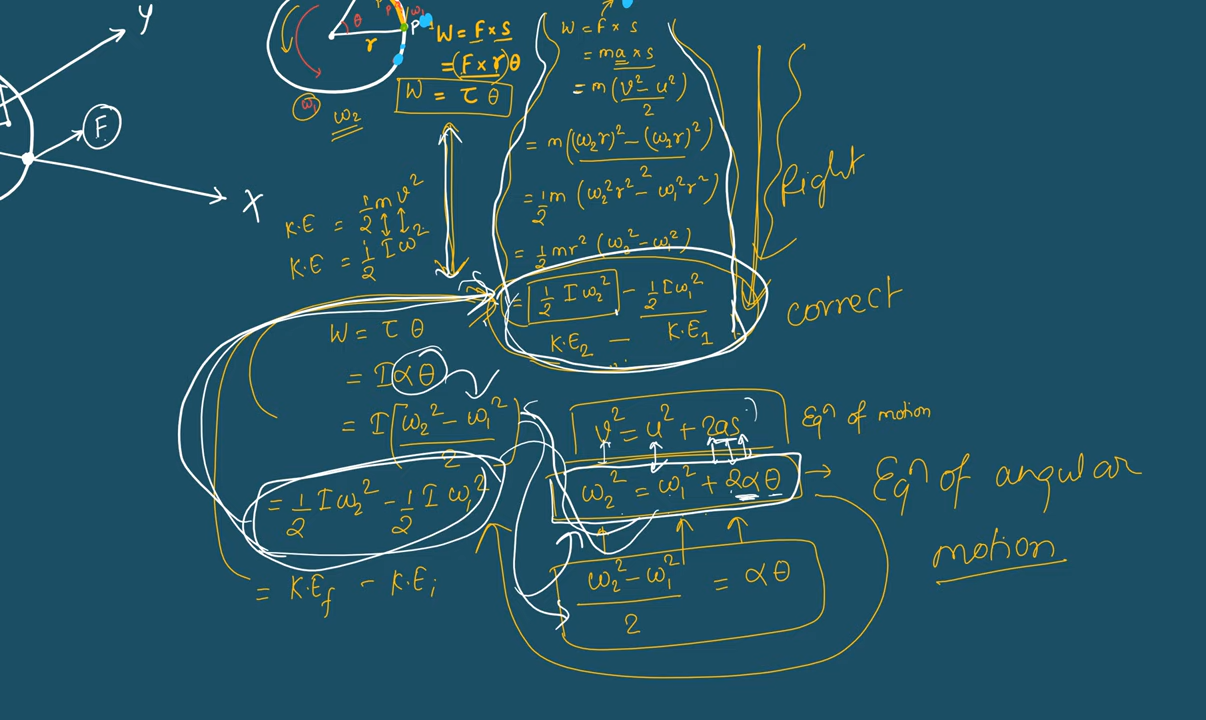 Y
X
F
θ
r
P
ω₁
ω₁
ω₂
W = F × s
= (F × r) θ
W = τ θ
K.E = 1/2 m v²
K.E = 1/2 I ω²
W = F × s
= ma × s
= m (v² − u² / 2)
= m ((ω₂r)² − (ω₁r)² / 2)
= 1/2 m (ω₂²r² − ω₁²r²)
= 1/2 mr² (ω₂² − ω₁²)
= 1/2 I ω₂² − 1/2 I ω₁²
K.E₂ − K.E₁
Right
correct
W = τ θ
= I α θ
= I [ω₂² − ω₁² / 2]
= 1/2 I ω₂² − 1/2 I ω₁²
= K.E_f − K.E_i
v² = u² + 2as
Eqⁿ of motion
ω₂² = ω₁² + 2αθ
Eqⁿ of angular
motion
ω₂² − ω₁² / 2 = αθ